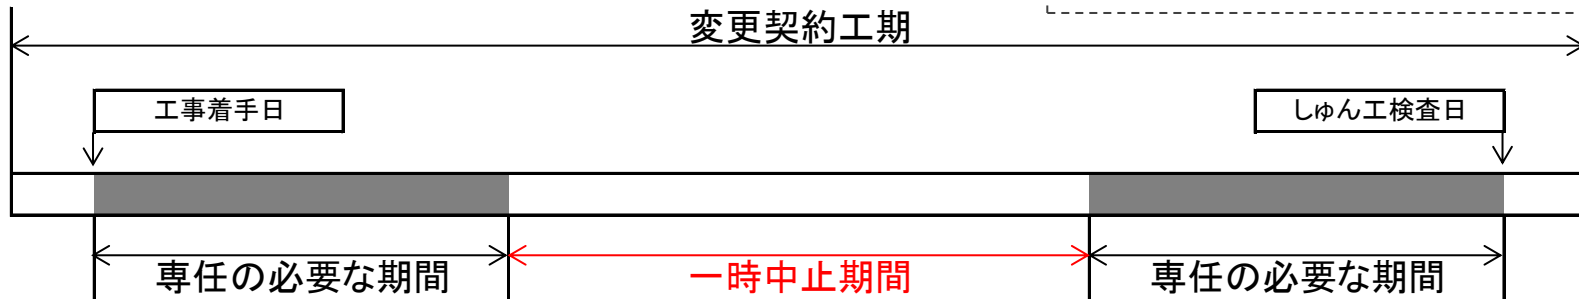 変更契約工期
工事着手日
しゅん工検査日
専任の必要な期間
一時中止期間
専任の必要な期間